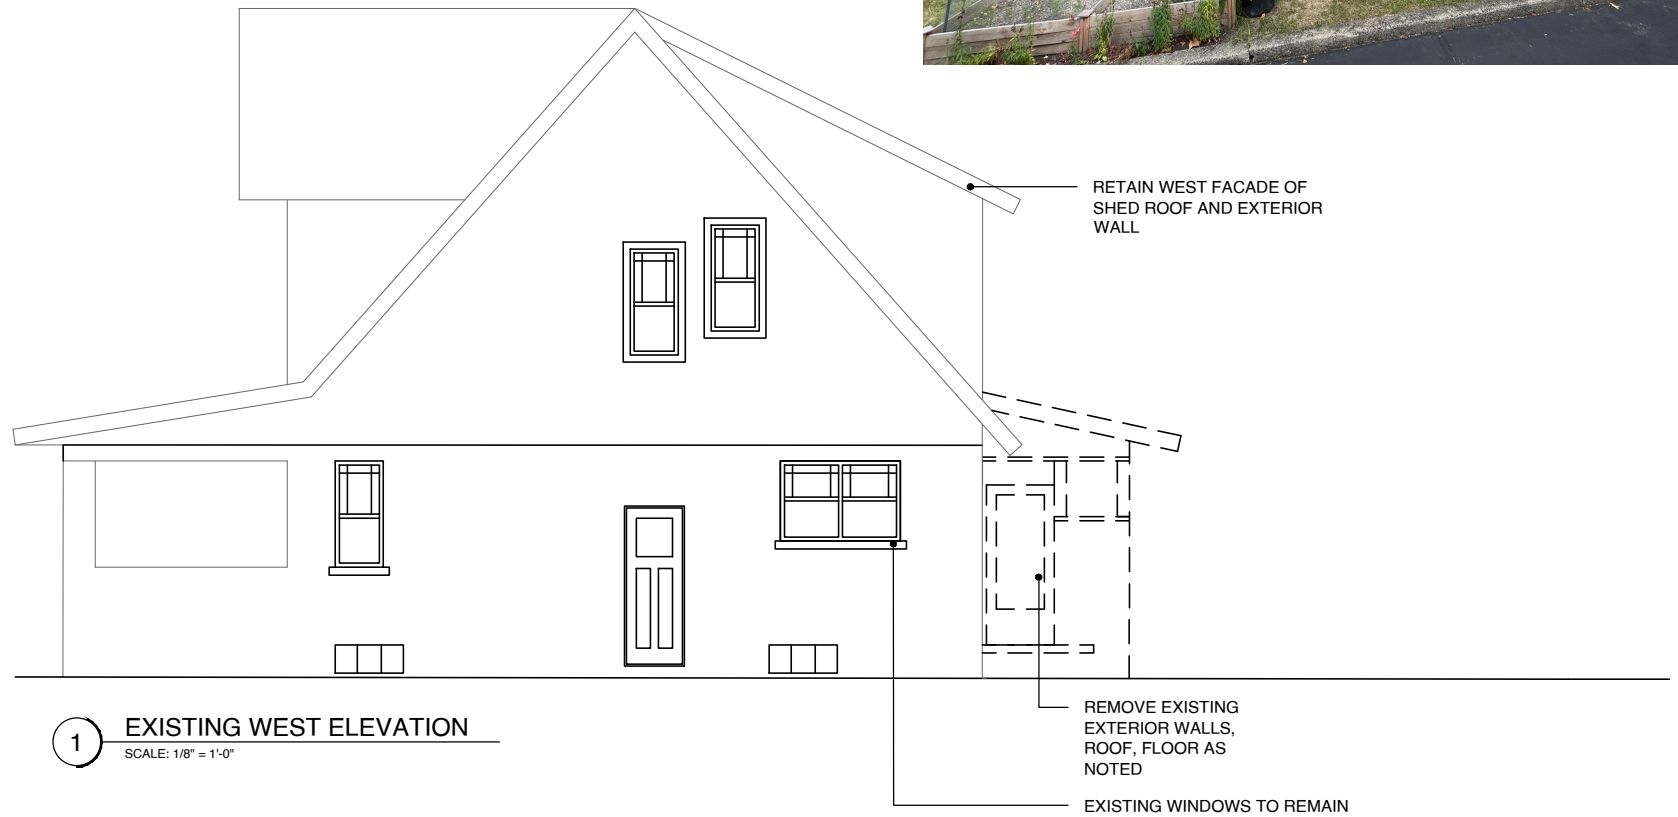 RETAIN WEST FACADE OF
SHED ROOF AND EXTERIOR
WALL
1
EXISTING WEST ELEVATION
SCALE: 1/8" = 1'-0"
REMOVE EXISTING
EXTERIOR WALLS,
ROOF, FLOOR AS
NOTED
EXISTING WINDOWS TO REMAIN